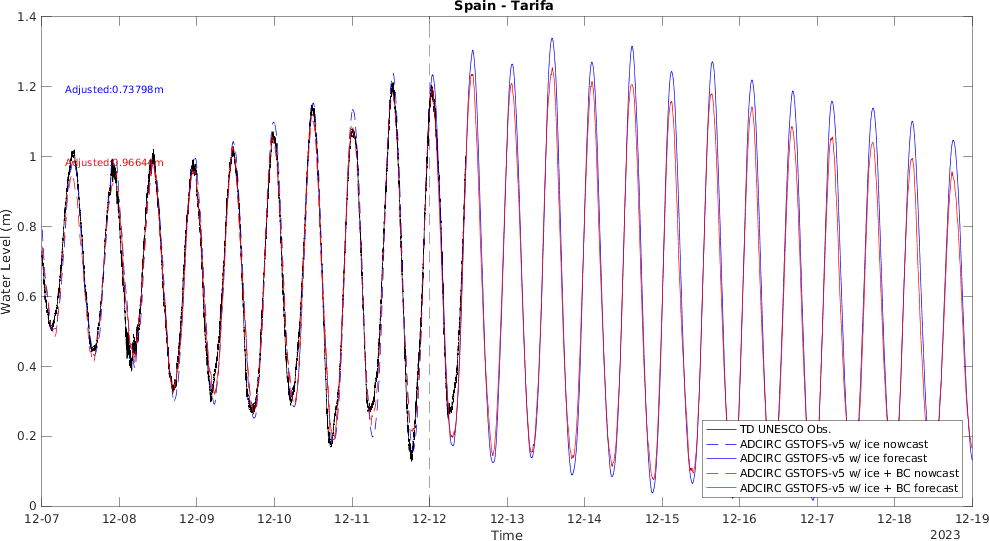 Spain - Tarifa
1.4
1.2
1
0.8
0.6
0.4
0.2
0
Water Level (m)
Adjusted:0.73798m
Adjusted:0.96644m
TD UNESCO Obs.
ADCIRC GSTOFS-v5 w/ ice nowcast
ADCIRC GSTOFS-v5 w/ ice forecast
ADCIRC GSTOFS-v5 w/ ice + BC nowcast
ADCIRC GSTOFS-v5 w/ ice + BC forecast
12-07 12-08 12-09 12-10 12-11 12-12 12-13 12-14 12-15 12-16 12-17 12-18 12-19
Time
2023